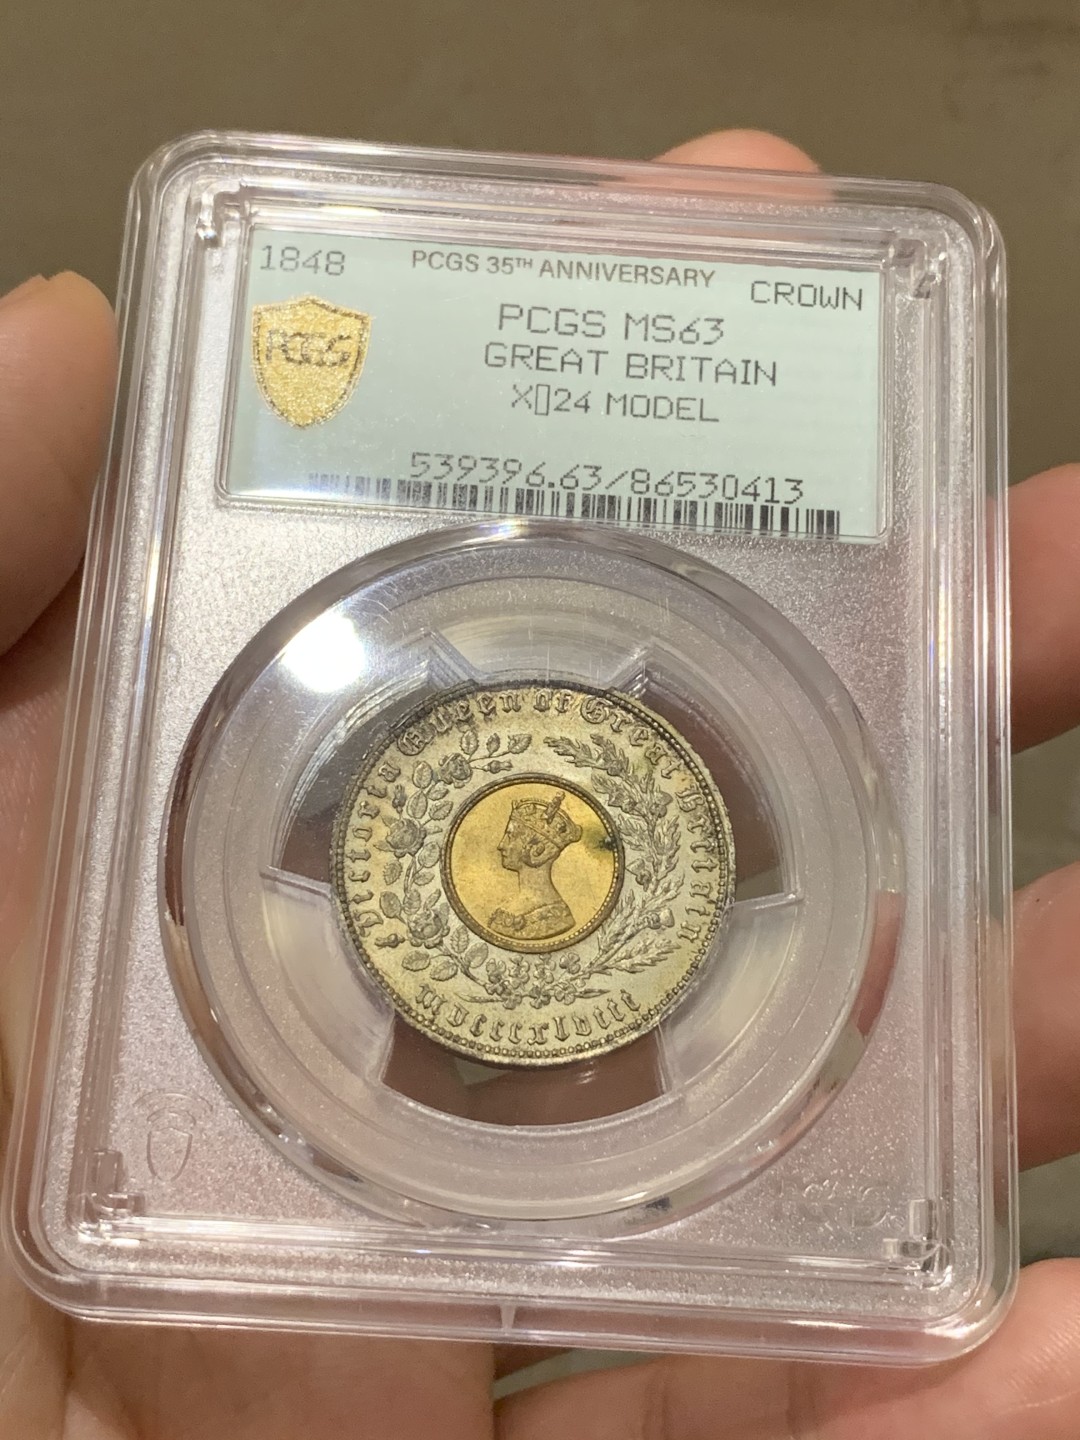 1848 PCGS 35TH ANNIVERSARY CROWN
PCGS
PCGS MS63
GREAT BRITAIN
X▯24 MODEL
539396.63/86530413
Victoria Queen of Great Britain
mdcccxlviii